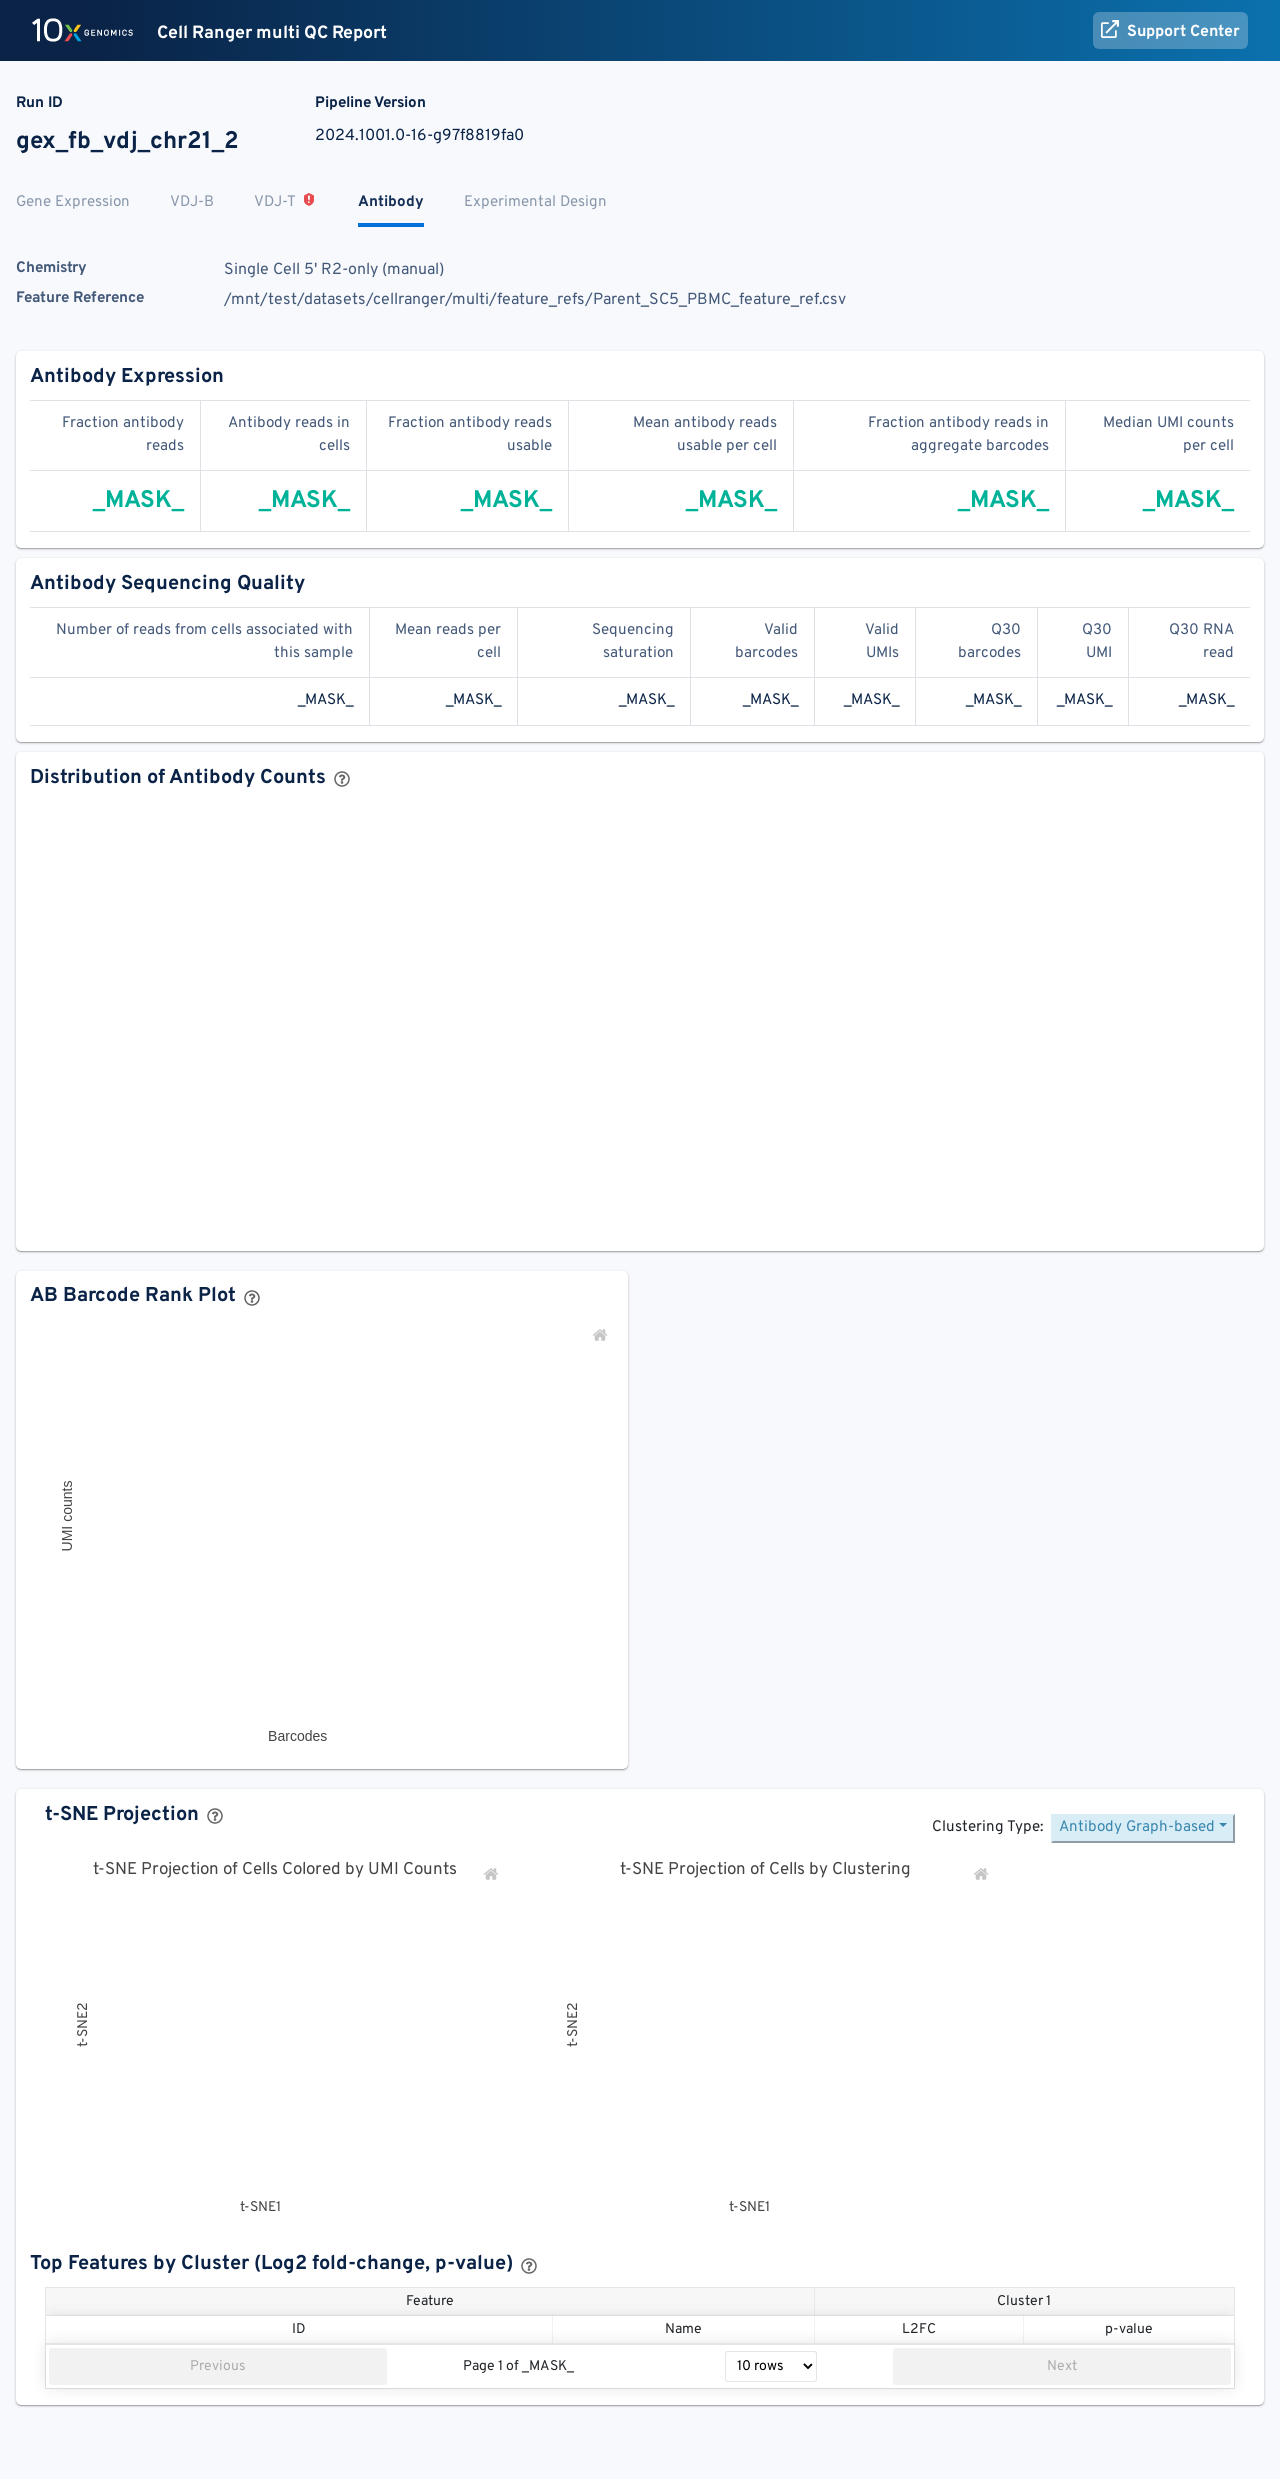 10x GENOMICS Cell Ranger multi QC Report Support Center
Run ID Pipeline Version
gex_fb_vdj_chr21_2 2024.1001.0-16-g97f8819fa0
Gene Expression VDJ-B VDJ-T Antibody Experimental Design
Chemistry Single Cell 5' R2-only (manual)
Feature Reference /mnt/test/datasets/cellranger/multi/feature_refs/Parent_SC5_PBMC_feature_ref.csv
Antibody Expression
Fraction antibody Antibody reads in Fraction antibody reads Mean antibody reads Fraction antibody reads in Median UMI counts
reads cells usable usable per cell aggregate barcodes per cell
_MASK_ _MASK_ _MASK_ _MASK_ _MASK_ _MASK_
Antibody Sequencing Quality
Number of reads from cells associated with Mean reads per Sequencing Valid Valid Q30 Q30 Q30 RNA
this sample cell saturation barcodes UMIs barcodes UMI read
_MASK_ _MASK_ _MASK_ _MASK_ _MASK_ _MASK_ _MASK_ _MASK_
Distribution of Antibody Counts ?
AB Barcode Rank Plot ?
UMI counts
Barcodes
t-SNE Projection ?
Clustering Type: Antibody Graph-based
t-SNE Projection of Cells Colored by UMI Counts t-SNE Projection of Cells by Clustering
t-SNE2 t-SNE2
t-SNE1 t-SNE1
Top Features by Cluster (Log2 fold-change, p-value) ?
Feature Cluster 1
ID Name L2FC p-value
Previous Page 1 of _MASK_ 10 rows Next